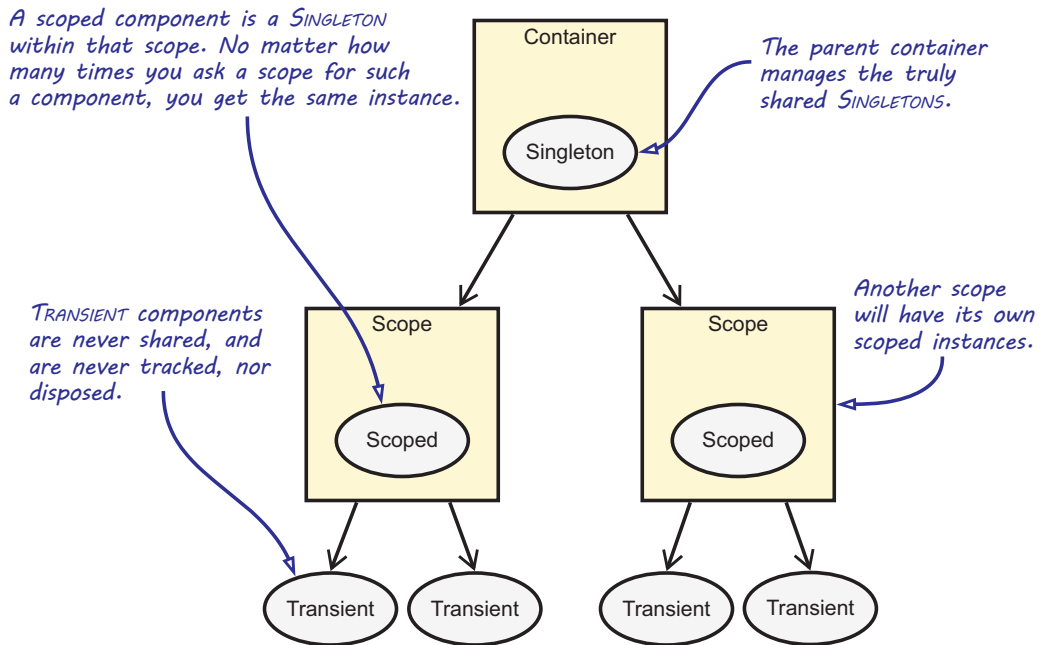 A scoped component is a SINGLETON
within that scope. No matter how
many times you ask a scope for such
a component, you get the same instance.
Container
The parent container
manages the truly
shared SINGLETONS.
Singleton
TRANSIENT components
are never shared, and
are never tracked, nor
disposed.
Scope
Scope
Another scope
will have its own
scoped instances.
Scoped
Scoped
Transient
Transient
Transient
Transient